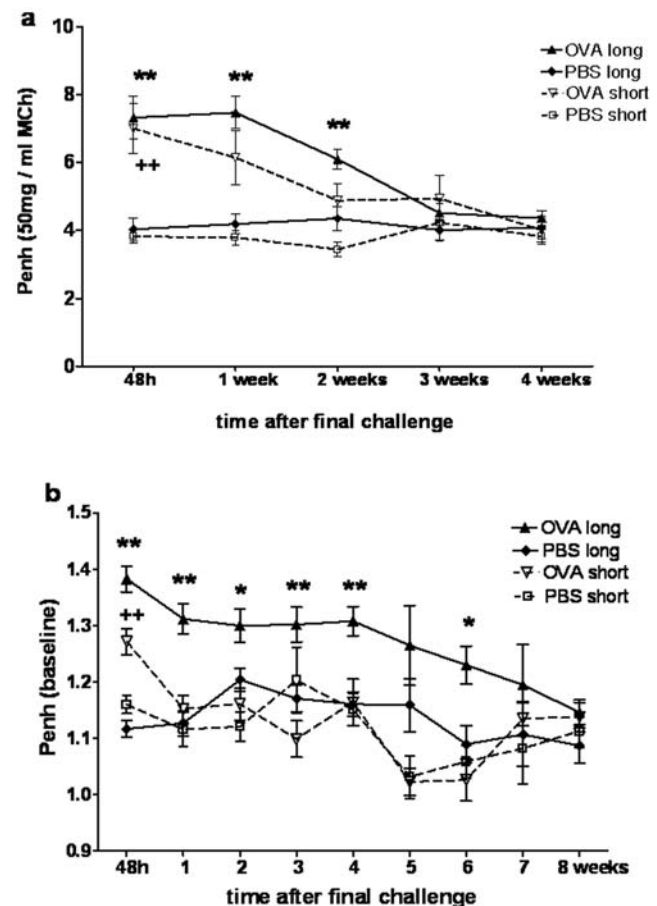 a
10
8
6
4
2
0
Penh (50mg / ml MCh)
** ** **
++
OVA long
PBS long
OVA short
PBS short
48h 1 week 2 weeks 3 weeks 4 weeks
time after final challenge
b
1.5
1.4
1.3
1.2
1.1
1.0
0.9
Penh (baseline)
** ** * ** ** *
++
OVA long
PBS long
OVA short
PBS short
48h 1 2 3 4 5 6 7 8 weeks
time after final challenge